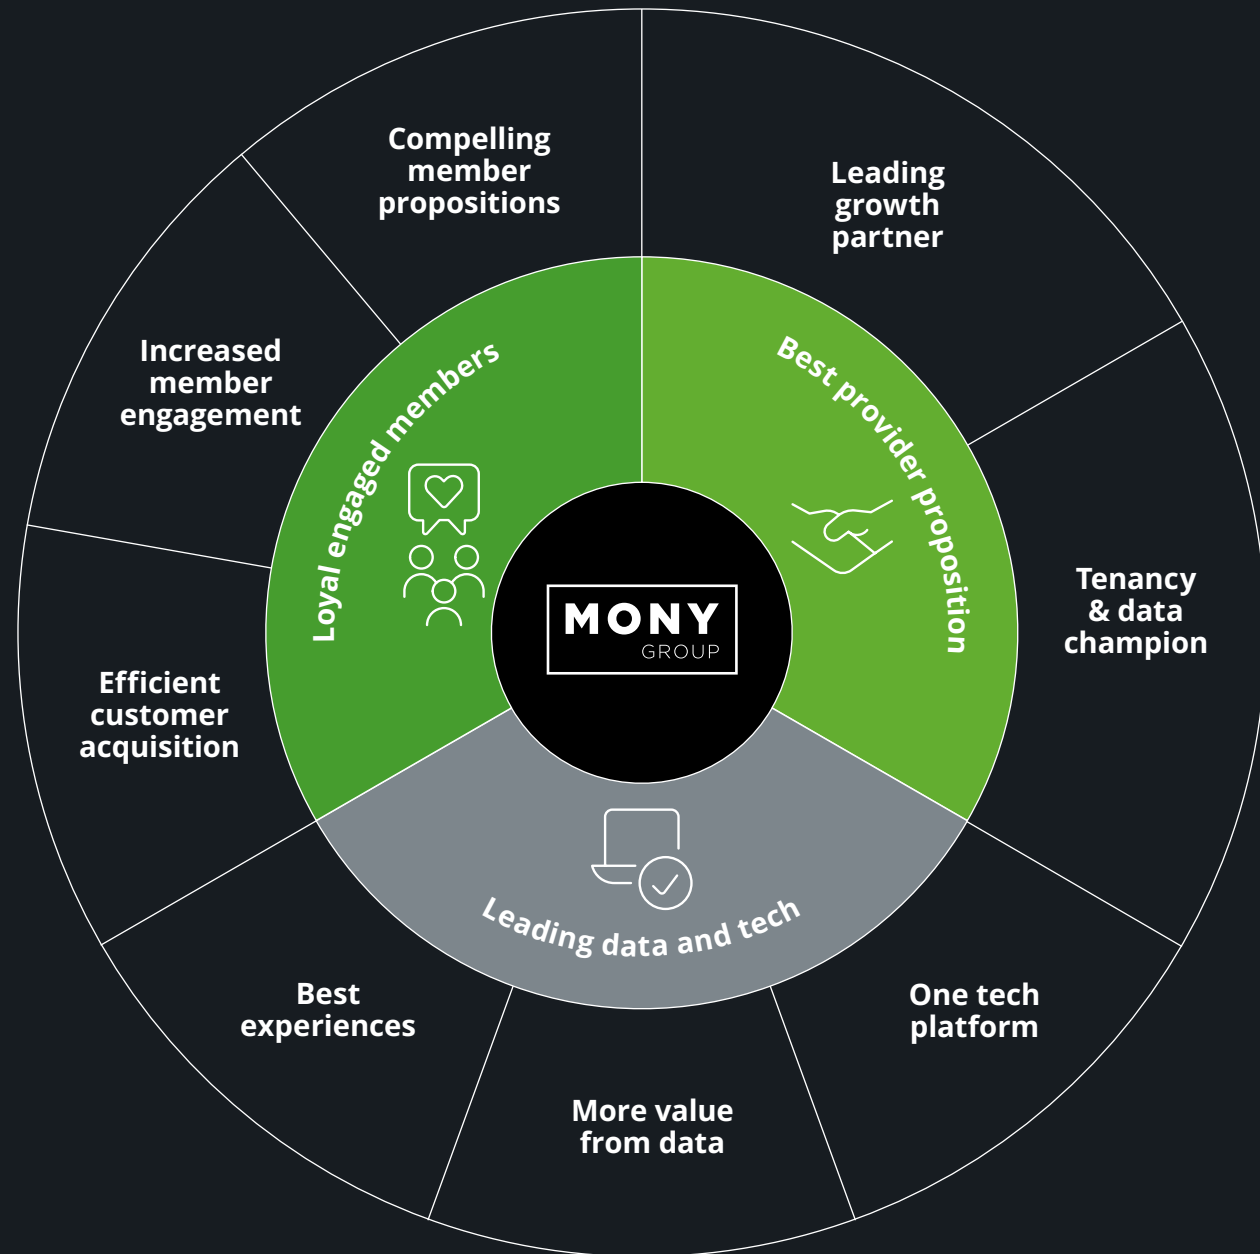 Compelling
member
propositions
Leading
growth
partner
Increased
member
engagement
Loyal engaged members
Best provider proposition
Tenancy
& data
champion
MONY
GROUP
Efficient
customer
acquisition
Leading data and tech
Best
experiences
One tech
platform
More value
from data